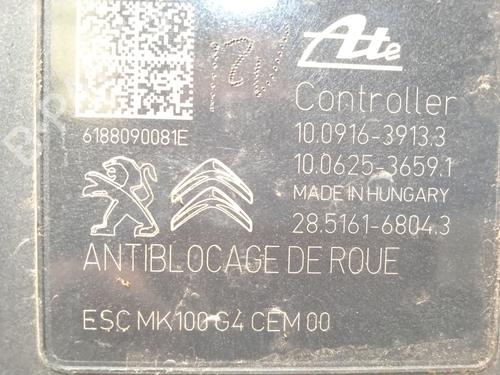 Ate
Controller
10.0916-3913.3
6188090081E
10.0625-3659.1
MADE IN HUNGARY
28.5161-6804.3
ANTIBLOCAGE DE ROUE
ESC MK100 G4 CEM 00